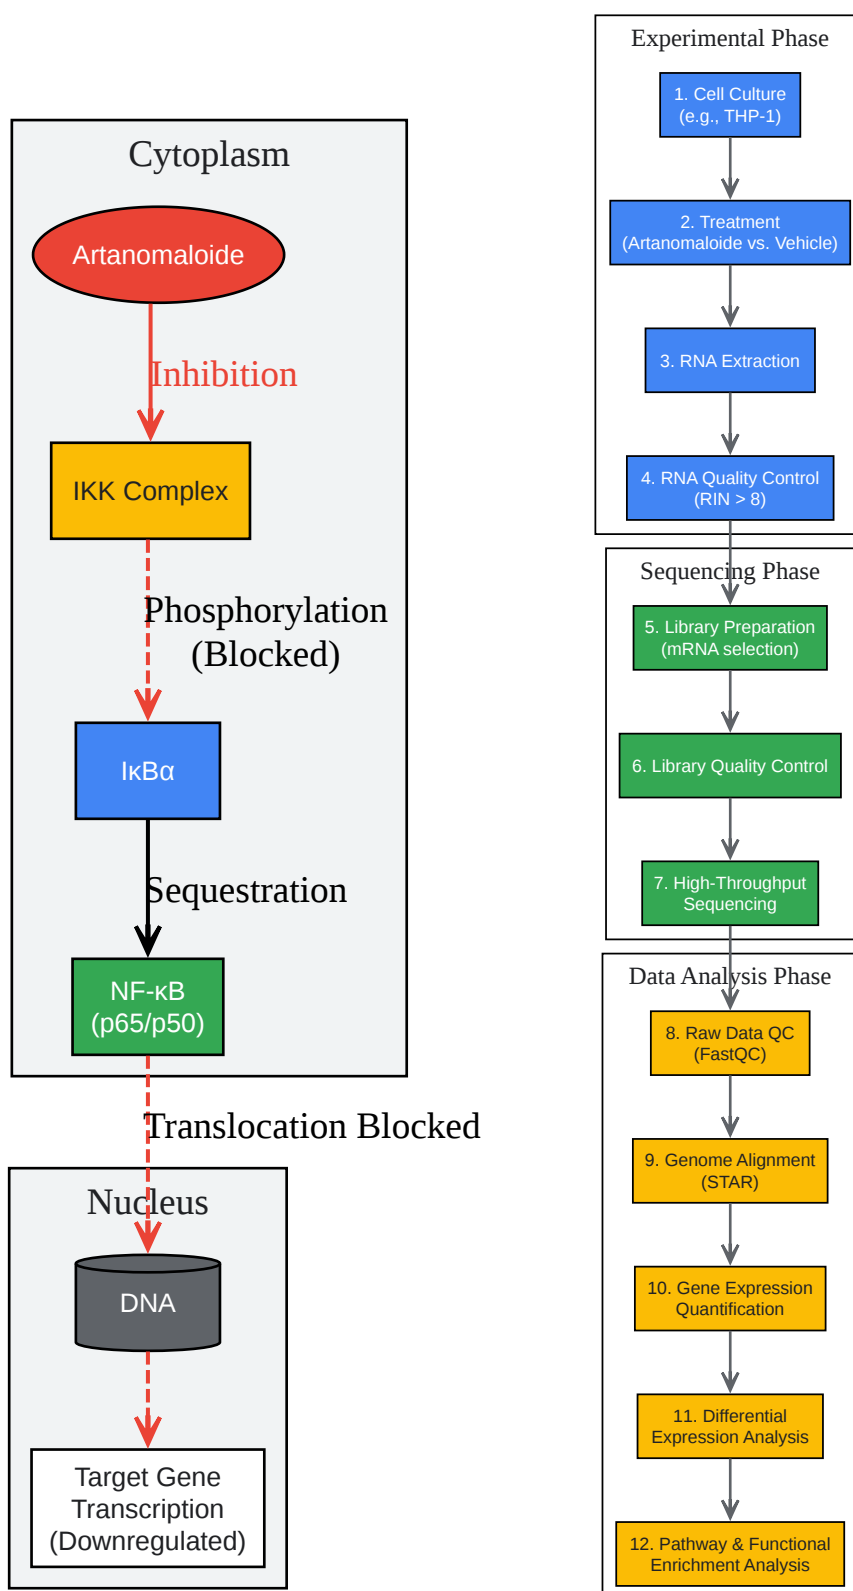 Cytoplasm
Artanomaloide
Inhibition
IKK Complex
Phosphorylation
(Blocked)
IκBα
Sequestration
NF-κB
(p65/p50)
Translocation Blocked
Nucleus
DNA
Target Gene
Transcription
(Downregulated)
Experimental Phase
1. Cell Culture
(e.g., THP-1)
2. Treatment
(Artanomaloide vs. Vehicle)
3. RNA Extraction
4. RNA Quality Control
(RIN > 8)
Sequencing Phase
5. Library Preparation
(mRNA selection)
6. Library Quality Control
7. High-Throughput
Sequencing
Data Analysis Phase
8. Raw Data QC
(FastQC)
9. Genome Alignment
(STAR)
10. Gene Expression
Quantification
11. Differential
Expression Analysis
12. Pathway & Functional
Enrichment Analysis